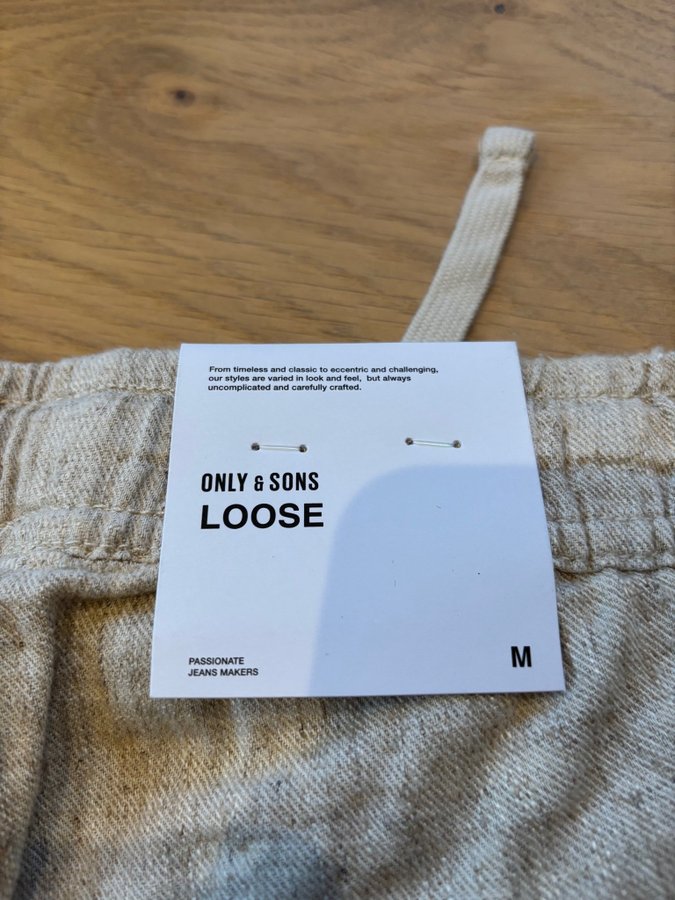 From timeless and classic to eccentric and challenging,
our styles are varied in look and feel, but always
uncomplicated and carefully crafted.
ONLY & SONS
LOOSE
PASSIONATE
JEANS MAKERS
M